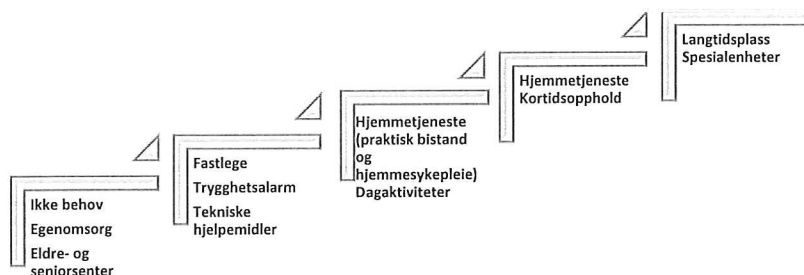 Ikke behov
Egenomsorg
Eldre- og
seniorsenter
Fastlege
Trygghetsalarm
Tekniske
hjelpemidler
Hjemmetjeneste
(praktisk bistand
og
hjemmesykepleie)
Dagaktiviteter
Hjemmetjeneste
Kortidsopphold
Langtidsplass
Spesialenheter